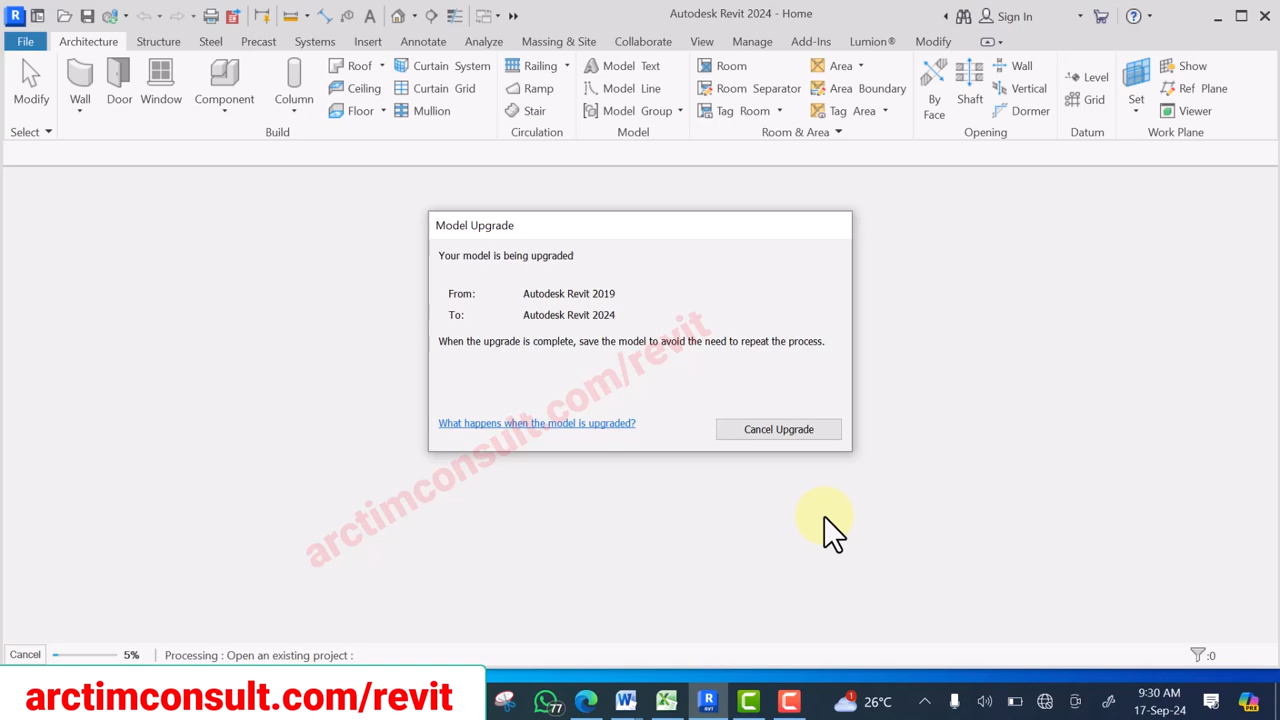 Autodesk Revit 2024 - Home
Sign In
File Architecture Structure Steel Precast Systems Insert Annotate Analyze Massing & Site Collaborate View Manage Add-Ins Lumion® Modify
Modify
Wall
Door
Window
Component
Column
Roof
Ceiling
Floor
Curtain System
Curtain Grid
Mullion
Railing
Ramp
Stair
Model Text
Model Line
Model Group
Room
Room Separator
Tag Room
Area
Area Boundary
Tag Area
By
Face
Shaft
Wall
Vertical
Dormer
Level
Grid
Set
Show
Ref Plane
Viewer
Select Build Circulation Model Room & Area Opening Datum Work Plane
Model Upgrade
Your model is being upgraded
From: Autodesk Revit 2019
To: Autodesk Revit 2024
When the upgrade is complete, save the model to avoid the need to repeat the process.
What happens when the model is upgraded?
Cancel Upgrade
arctimconsult.com/revit
Cancel 5% Processing : Open an existing project : :0
arctimconsult.com/revit
77
R
RVT
C
C
1
26°C
9:30 AM
17-Sep-24
PRE